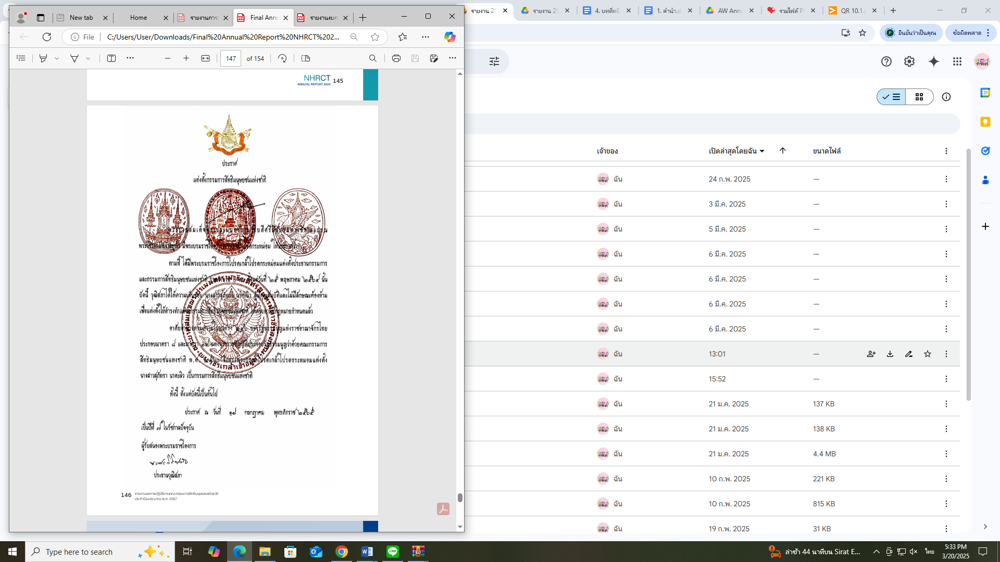 New tab
Home
รายงานการ
Final Annu
รายงานงบก
File
C:/Users/User/Downloads/Final%20Annual%20Report%20NHRCT%202...
147 of 154
NHRCT 145
ANNUAL REPORT 2024
ประกาศ
แต่งตั้งกรรมการสิทธิมนุษยชนแห่งชาติ
ตามที่ ได้มีพระบรมราชโองการโปรดเกล้าโปรดกระหม่อมแต่งตั้งประธานกรรมการ
และกรรมการสิทธิมนุษยชนแห่งชาติ ตั้งแต่วันที่ ๒๕ พฤษภาคม ๒๕๖๔ นั้น
บัดนี้ วุฒิสภาได้ให้ความเห็นชอบ นางสาวสุภัทรา นาคะผิว ผู้มีคุณสมบัติและไม่มีลักษณะต้องห้าม
เพื่อแต่งตั้งให้ดำรงตำแหน่งกรรมการสิทธิมนุษยชนแห่งชาติ ได้ครบตามที่กฎหมายกำหนดแล้ว
อาศัยอำนาจตามความในมาตรา ๒๔๖ ของรัฐธรรมนูญแห่งราชอาณาจักรไทย
ประกอบมาตรา ๘ และมาตรา แห่งพระราชบัญญัติประกอบรัฐธรรมนูญว่าด้วยคณะกรรมการ
สิทธิมนุษยชนแห่งชาติ พ.ศ. ๒๕๖๐ จึงทรงพระกรุณาโปรดเกล้าโปรดกระหม่อมแต่งตั้ง
นางสาวสุภัทรา นาคะผิว เป็นกรรมการสิทธิมนุษยชนแห่งชาติ
ทั้งนี้ ตั้งแต่บัดนี้เป็นต้นไป
ประกาศ ณ วันที่ ๑๘ กรกฎาคม พุทธศักราช ๒๕๖๕
เป็นปีที่ ๗ ในรัชกาลปัจจุบัน
ผู้รับสนองพระบรมราชโองการ
ประธานวุฒิสภา
146 รายงานผลการปฏิบัติงานคณะกรรมการสิทธิมนุษยชนแห่งชาติ
ประจำปีงบประมาณ พ.ศ. 2567
รายงาน 25
รายงาน 25
4. บทที่หนึ่
1. คำนำ.d
AW Annu
รวมไฟล์ P
QR 10.1.
ยืนยันว่าเป็นคุณ
ข้อผิดพลาด
เจ้าของ เปิดล่าสุดโดยฉัน ขนาดไฟล์
ฉัน 24 ก.พ. 2025 —
ฉัน 3 มี.ค. 2025 —
ฉัน 5 มี.ค. 2025 —
ฉัน 6 มี.ค. 2025 —
ฉัน 6 มี.ค. 2025 —
ฉัน 6 มี.ค. 2025 —
ฉัน 6 มี.ค. 2025 —
ฉัน 13:01 —
ฉัน 15:52 —
ฉัน 21 ม.ค. 2025 137 KB
ฉัน 21 ม.ค. 2025 138 KB
ฉัน 21 ม.ค. 2025 4.4 MB
ฉัน 10 ก.พ. 2025 221 KB
ฉัน 10 ก.พ. 2025 815 KB
ฉัน 19 ก.พ. 2025 31 KB
Type here to search
ล่าช้า 44 นาทีบน Sirat E...
ไทย
5:33 PM
3/20/2025